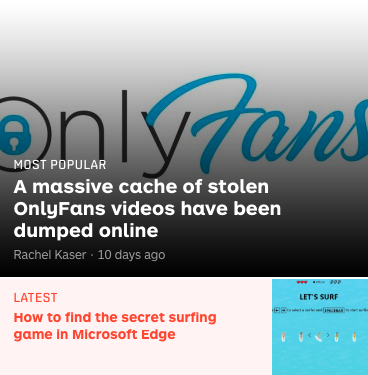 OnlyFans
MOST POPULAR
A massive cache of stolen
OnlyFans videos have been
dumped online
Rachel Kaser · 10 days ago
LATEST
How to find the secret surfing
game in Microsoft Edge
LET'S SURF